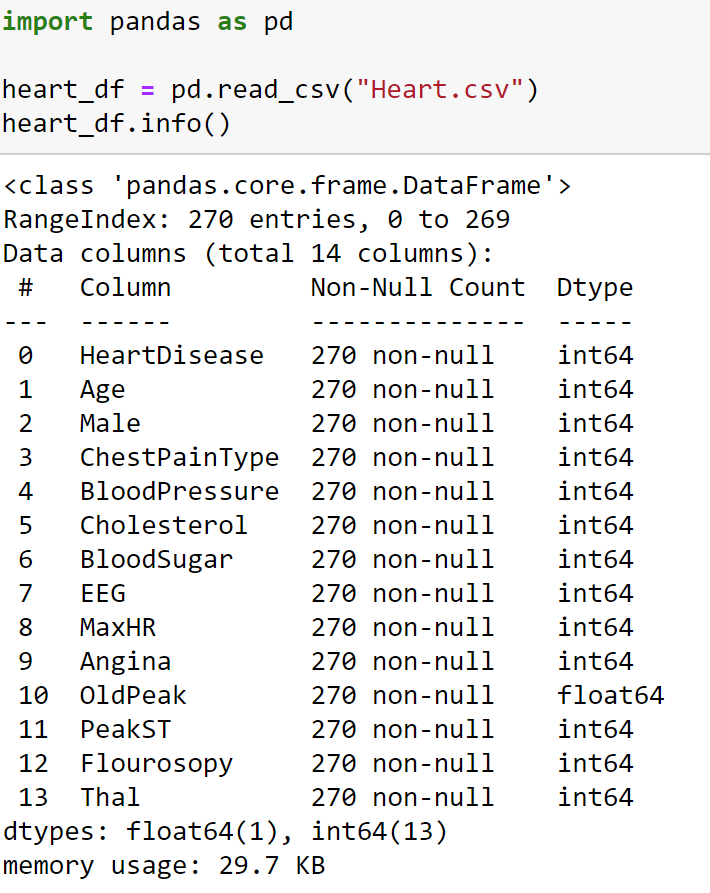 import pandas as pd
heart_df = pd.read_csv("Heart.csv")
heart_df.info()
<class 'pandas.core.frame.DataFrame'>
RangeIndex: 270 entries, 0 to 269
Data columns (total 14 columns):
 #   Column         Non-Null Count  Dtype
---  ------         --------------  -----
 0   HeartDisease   270 non-null    int64
 1   Age            270 non-null    int64
 2   Male           270 non-null    int64
 3   ChestPainType  270 non-null    int64
 4   BloodPressure  270 non-null    int64
 5   Cholesterol    270 non-null    int64
 6   BloodSugar     270 non-null    int64
 7   EEG            270 non-null    int64
 8   MaxHR          270 non-null    int64
 9   Angina         270 non-null    int64
 10  OldPeak        270 non-null    float64
 11  PeakST         270 non-null    int64
 12  Flourosopy     270 non-null    int64
 13  Thal           270 non-null    int64
dtypes: float64(1), int64(13)
memory usage: 29.7 KB